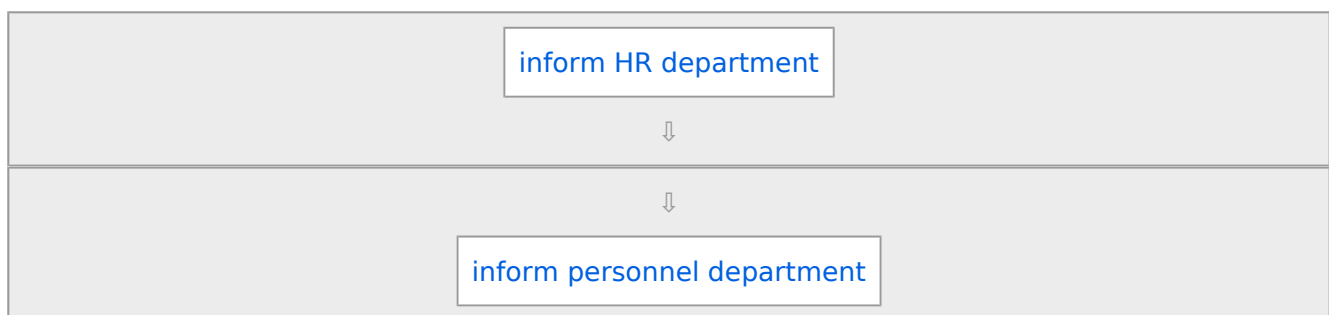 inform HR department
⇩
⇩
inform personnel department